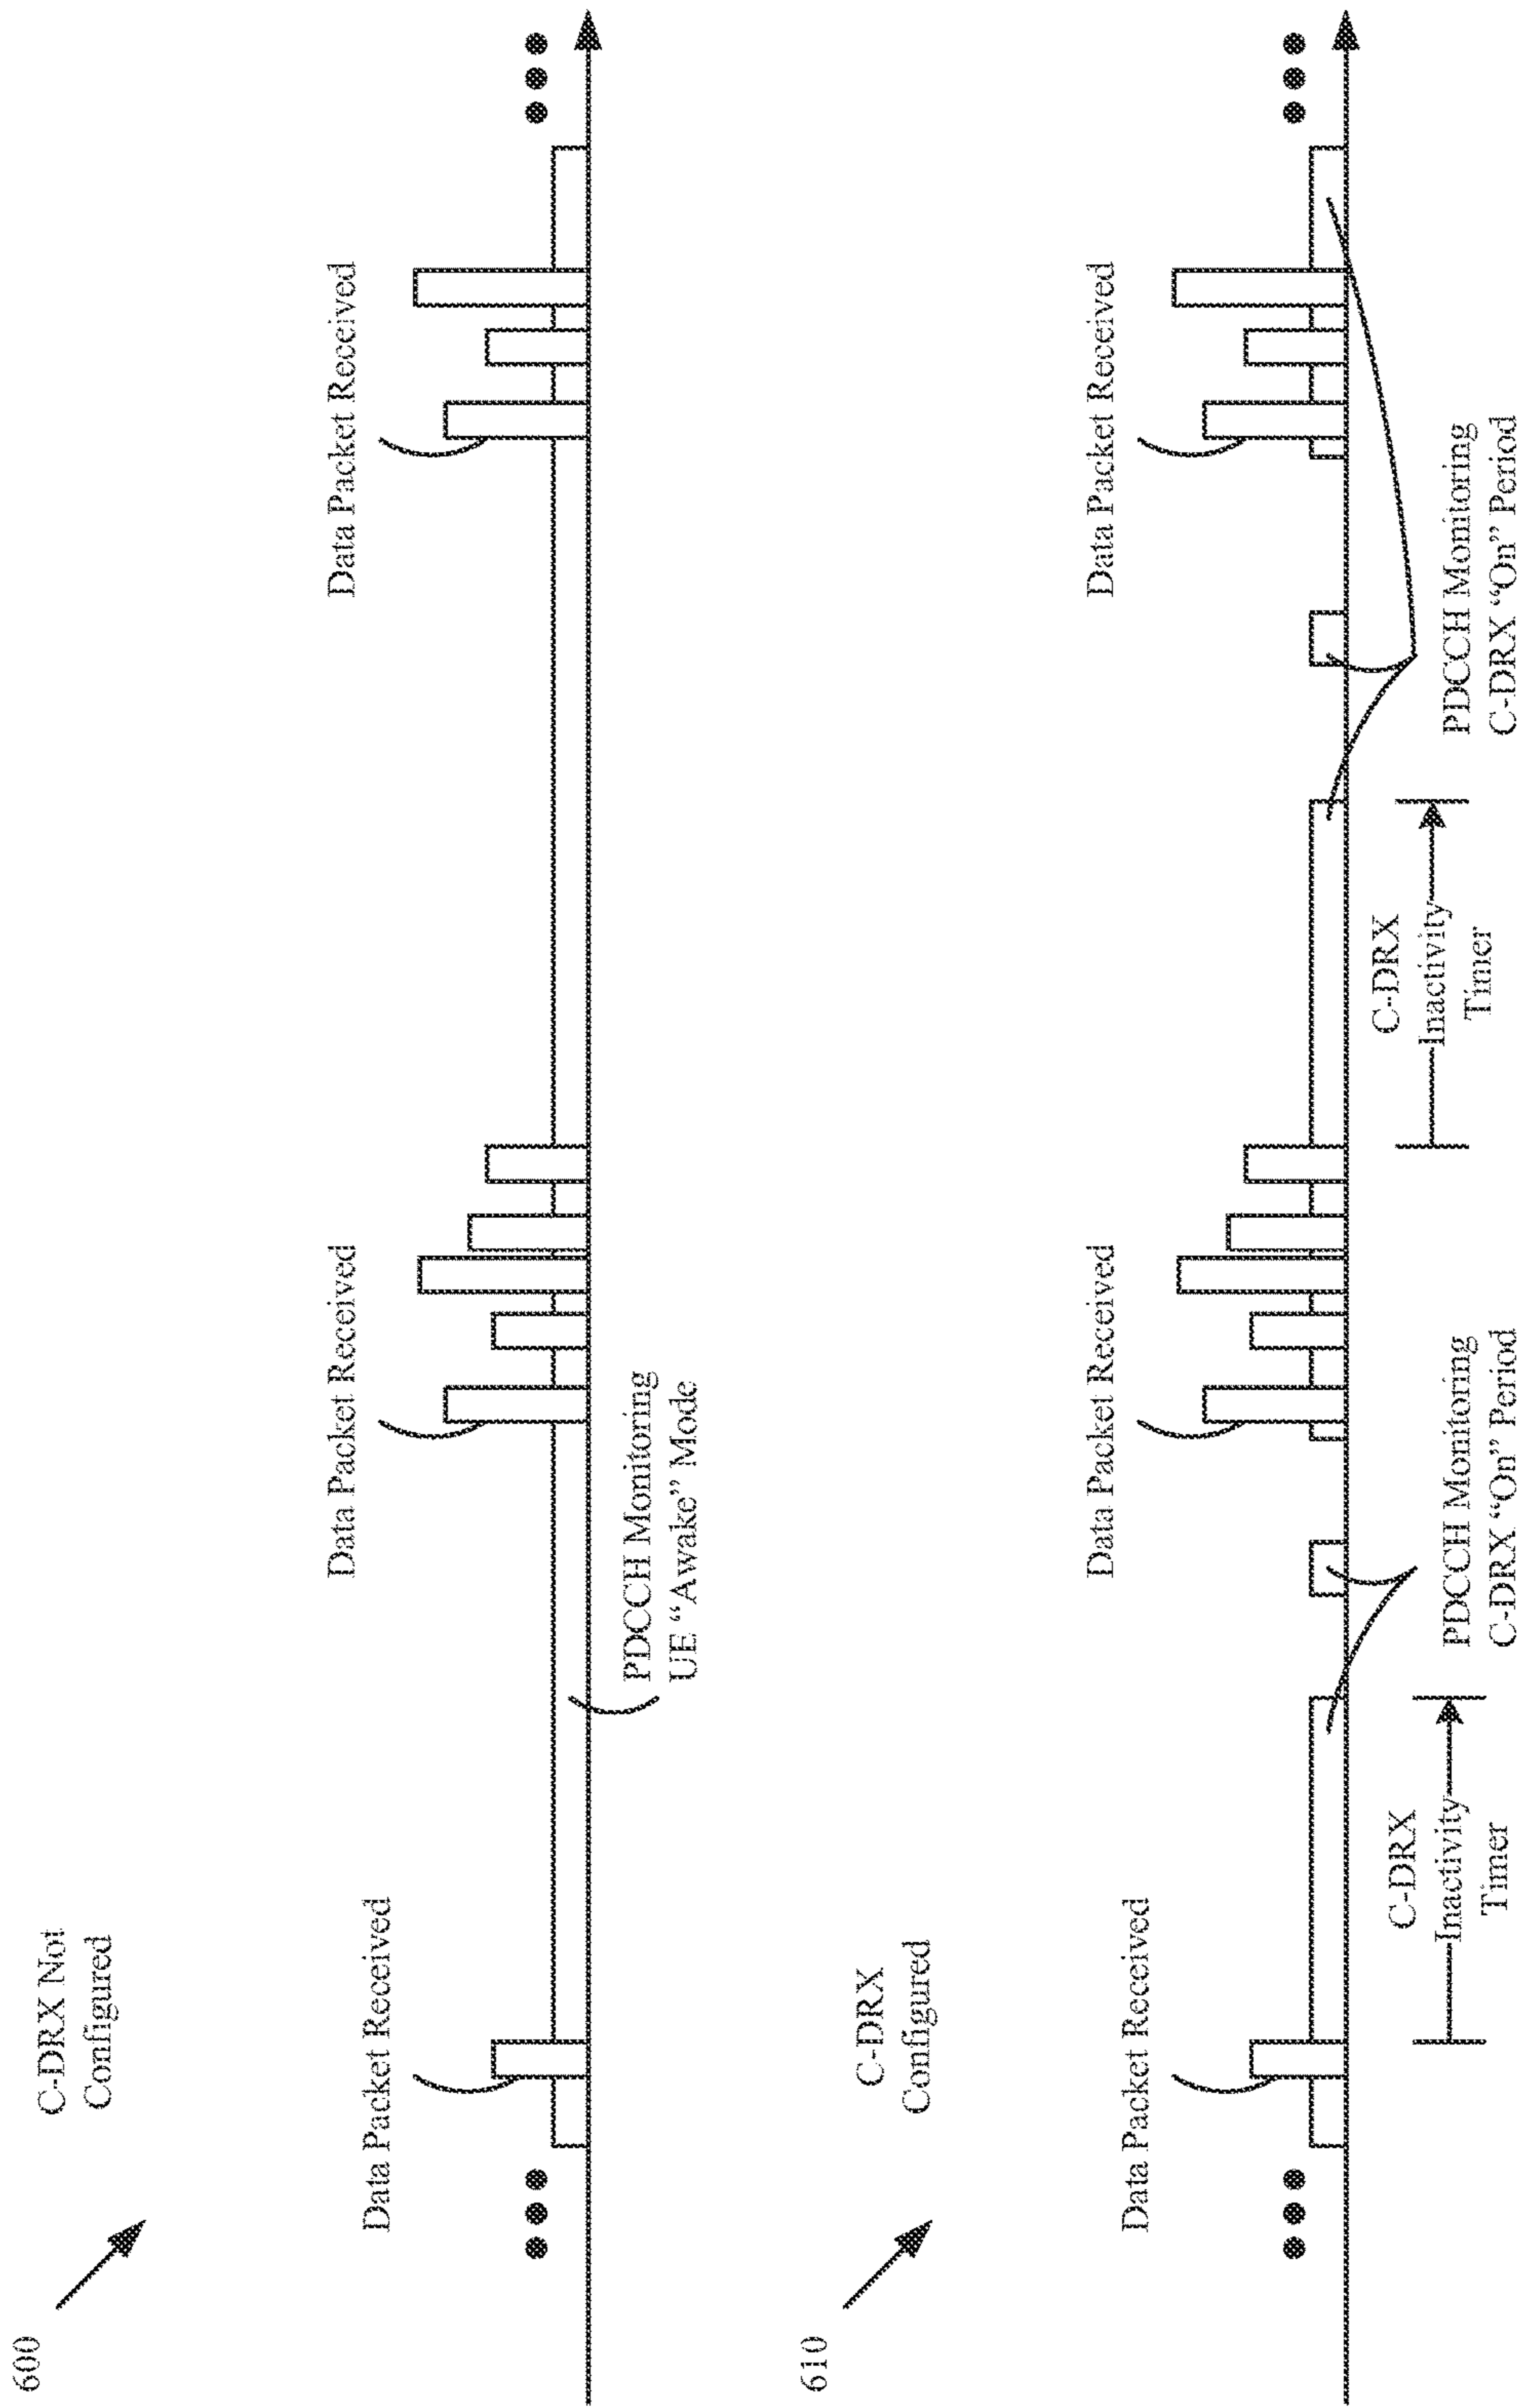 600
C-DRX Not
Configured
Data Packet Received
Data Packet Received
Data Packet Received
PDCCH Monitoring
UE “Awake” Mode
610
C-DRX
Configured
Data Packet Received
Data Packet Received
Data Packet Received
C-DRX
Inactivity
Timer
PDCCH Monitoring
C-DRX “On” Period
C-DRX
Inactivity
Timer
PDCCH Monitoring
C-DRX “On” Period